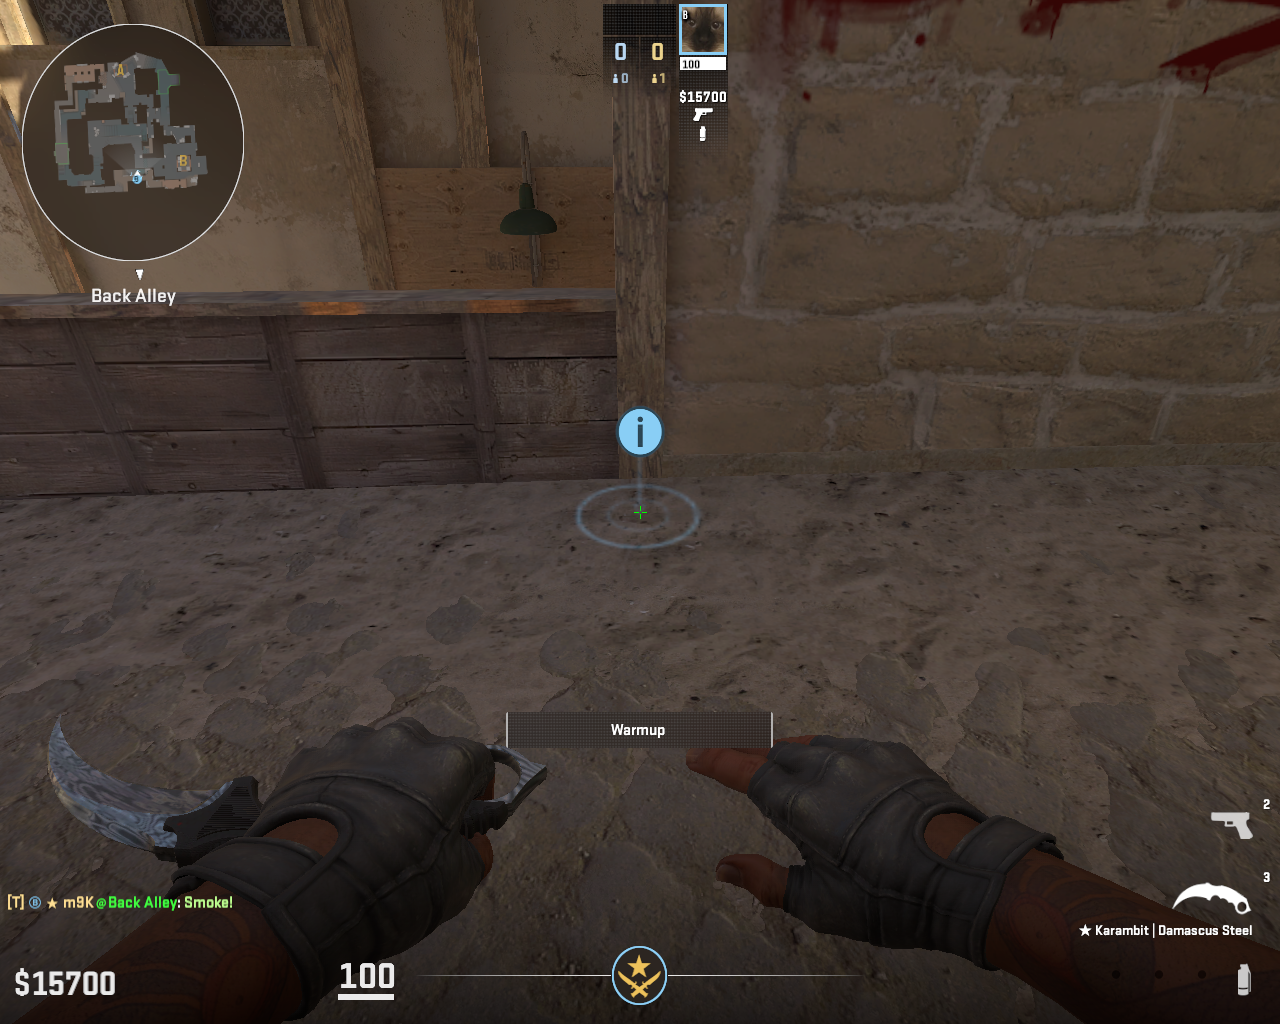 A
B
B
Back Alley
B
0 0
0 1
100
$15700
i
Warmup
2
3
[T] B ★ m9K @ Back Alley: Smoke!
★ Karambit | Damascus Steel
$15700
100